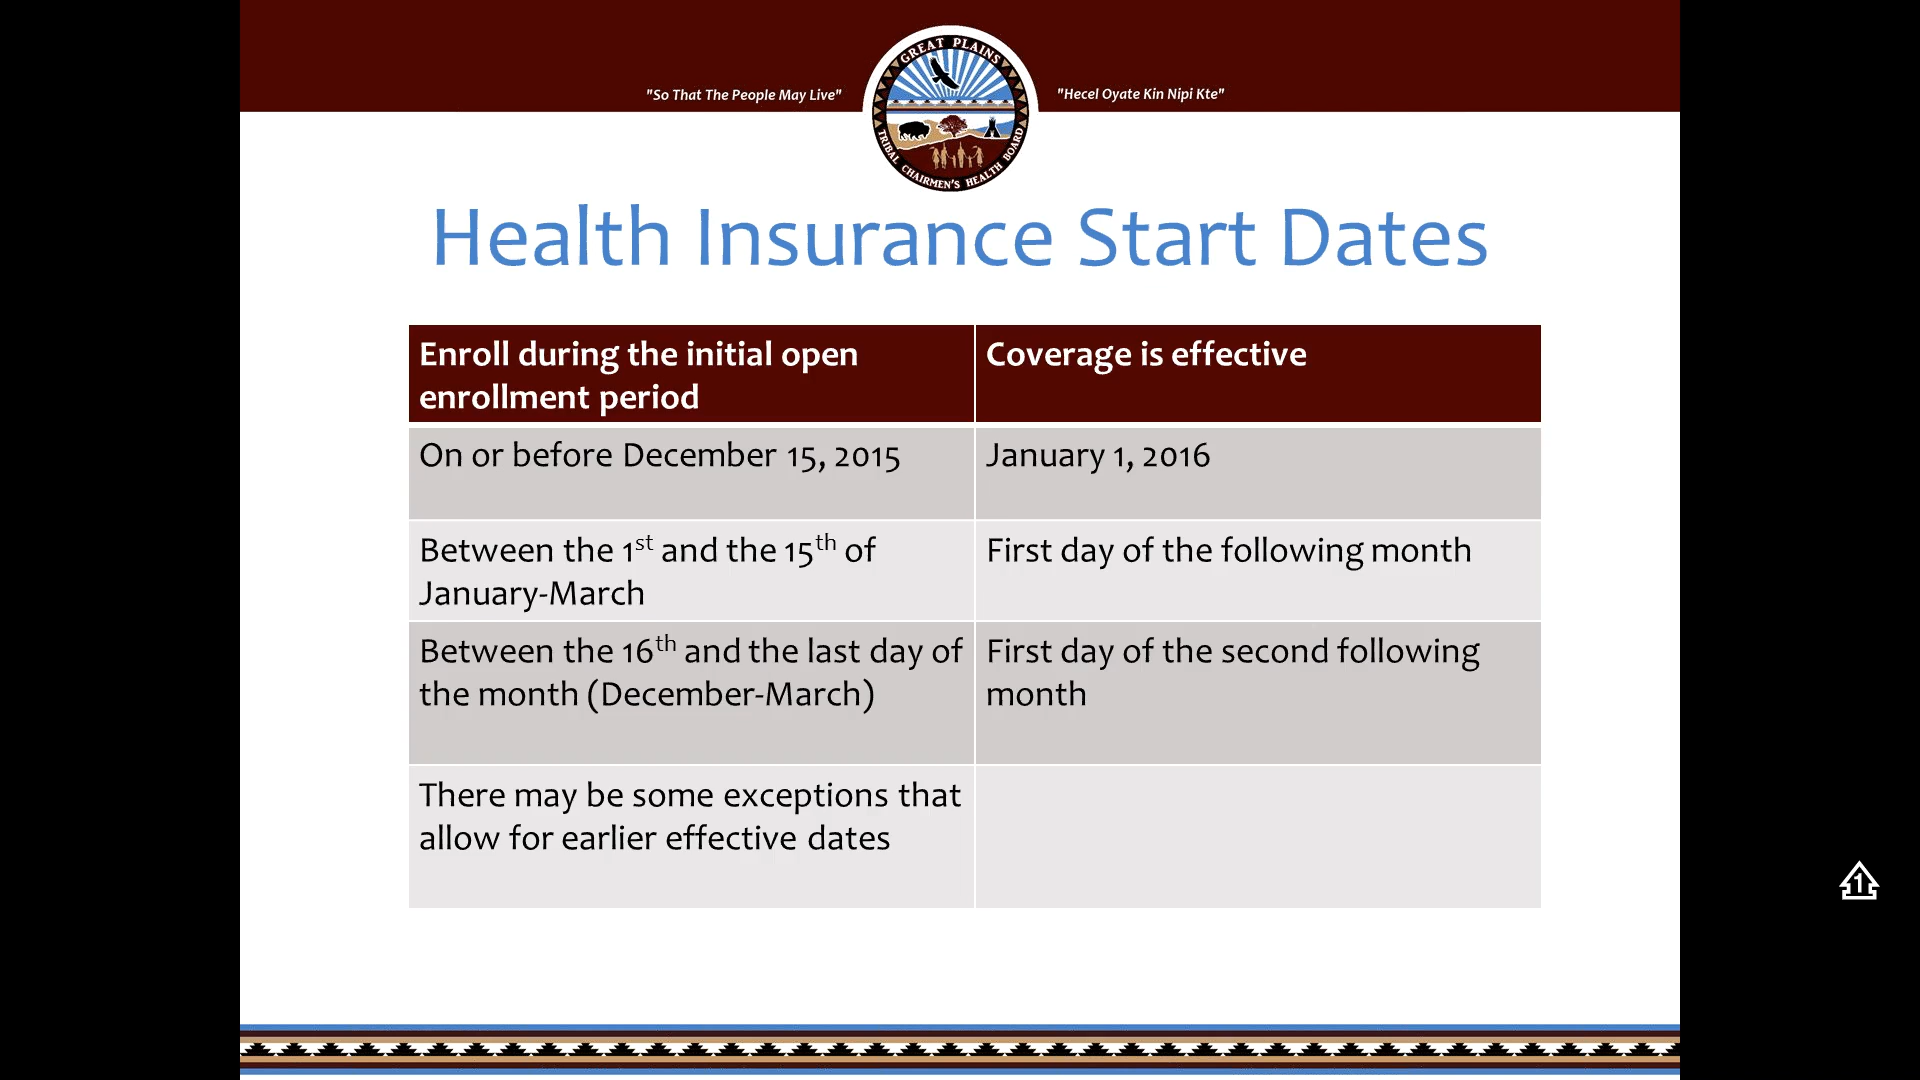 "So That The People May Live"
GREAT PLAINS
TRIBAL CHAIRMEN'S HEALTH BOARD
"Hecel Oyate Kin Nipi Kte"
Health Insurance Start Dates
Enroll during the initial open
enrollment period
Coverage is effective
On or before December 15, 2015
January 1, 2016
Between the 1st and the 15th of
January-March
First day of the following month
Between the 16th and the last day of
the month (December-March)
First day of the second following
month
There may be some exceptions that
allow for earlier effective dates
1